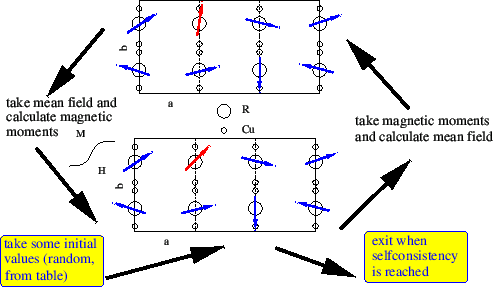 b
a
R
take mean field and
calculate magnetic
moments
M
Cu
take magnetic moments
and calculate mean field
H
b
a
take some initial
values (random,
from table)
exit when
selfconsistency
is reached